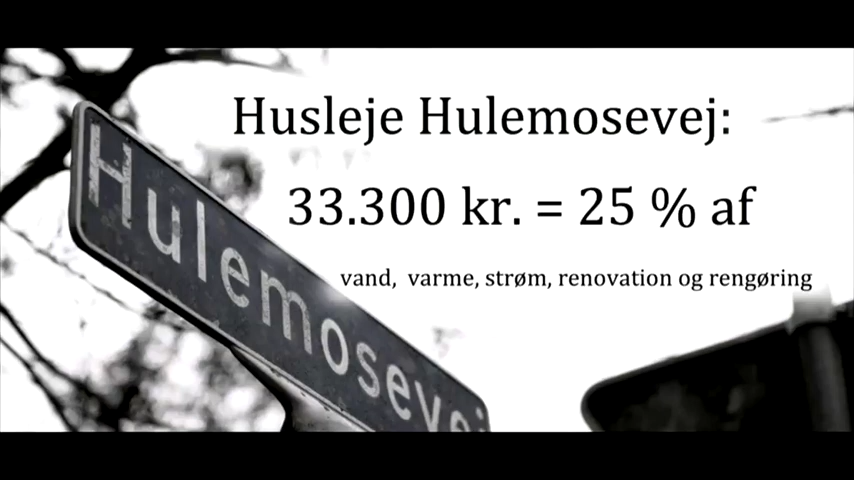 Husleje Hulemosevej:
33.300 kr. = 25 % af
vand, varme, strøm, renovation og rengøring
Hulemosevej